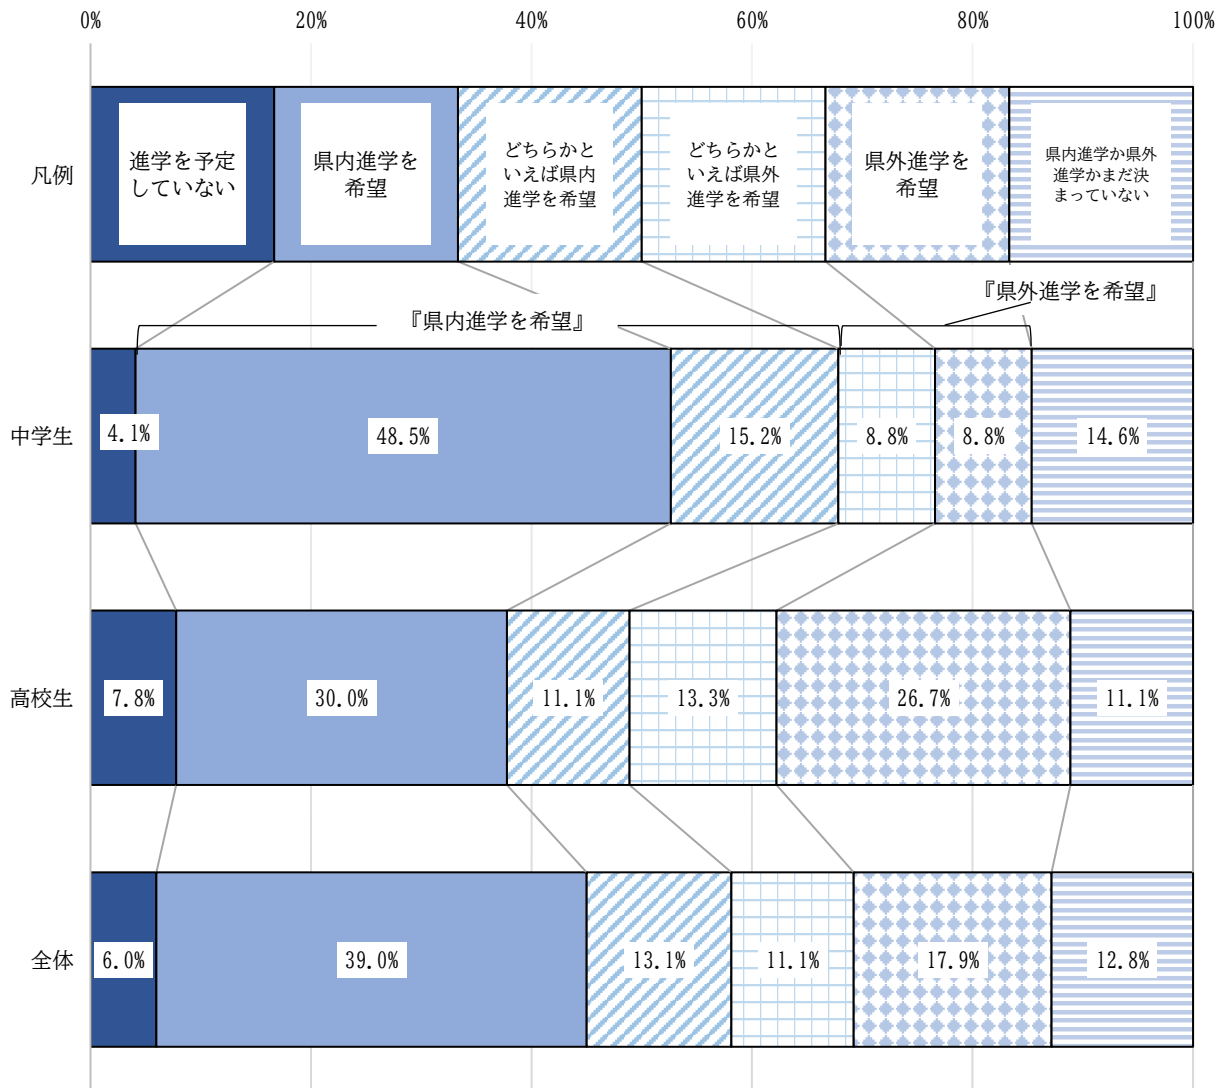 0%
20%
40%
60%
80%
100%
凡例
進学を予定
していない
県内進学を
希望
どちらかと
いえば県内
進学を希望
どちらかと
いえば県外
進学を希望
県外進学を
希望
県内進学か県外
進学かまだ決
まっていない
『県内進学を希望』
『県外進学を希望』
中学生
4.1%
48.5%
15.2%
8.8%
8.8%
14.6%
高校生
7.8%
30.0%
11.1%
13.3%
26.7%
11.1%
全体
6.0%
39.0%
13.1%
11.1%
17.9%
12.8%